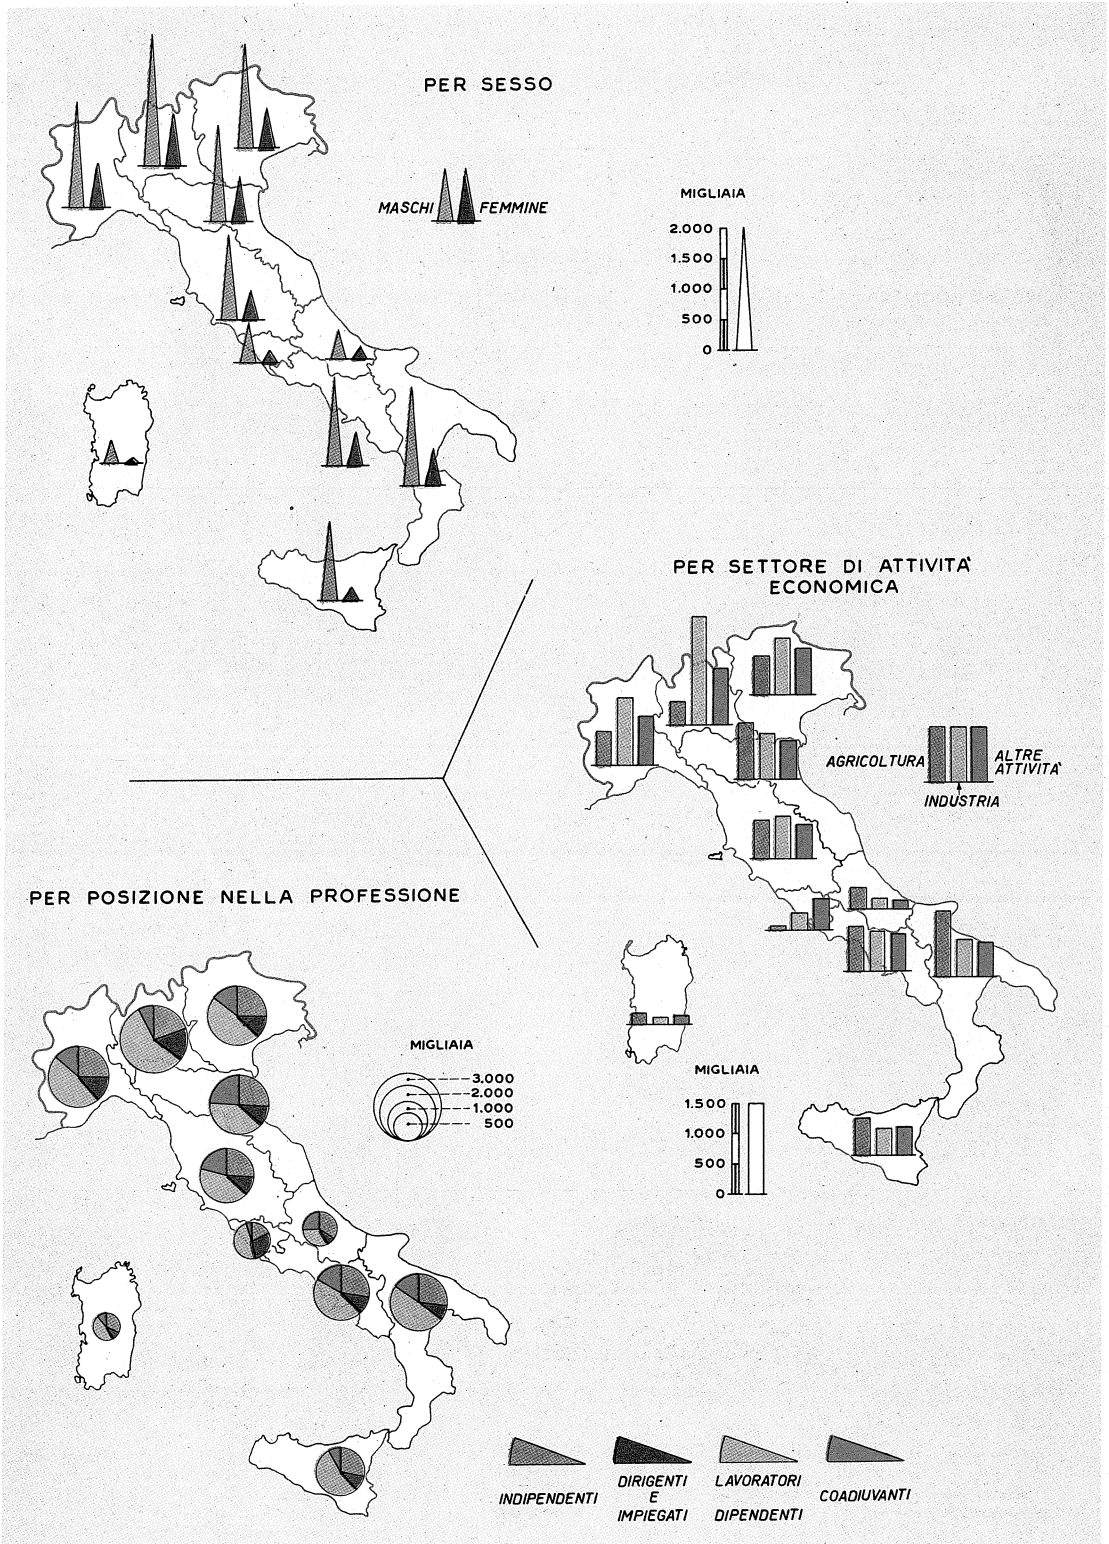 PER SESSO
MASCHI
FEMMINE
MIGLIAIA
2.000
1.500
1.000
500
0
PER SETTORE DI ATTIVITA'
ECONOMICA
AGRICOLTURA
ALTRE
ATTIVITA'
INDUSTRIA
MIGLIAIA
1.500
1.000
500
0
PER POSIZIONE NELLA PROFESSIONE
MIGLIAIA
3.000
2.000
1.000
500
INDIPENDENTI
DIRIGENTI
E
IMPIEGATI
LAVORATORI
DIPENDENTI
COADIUVANTI